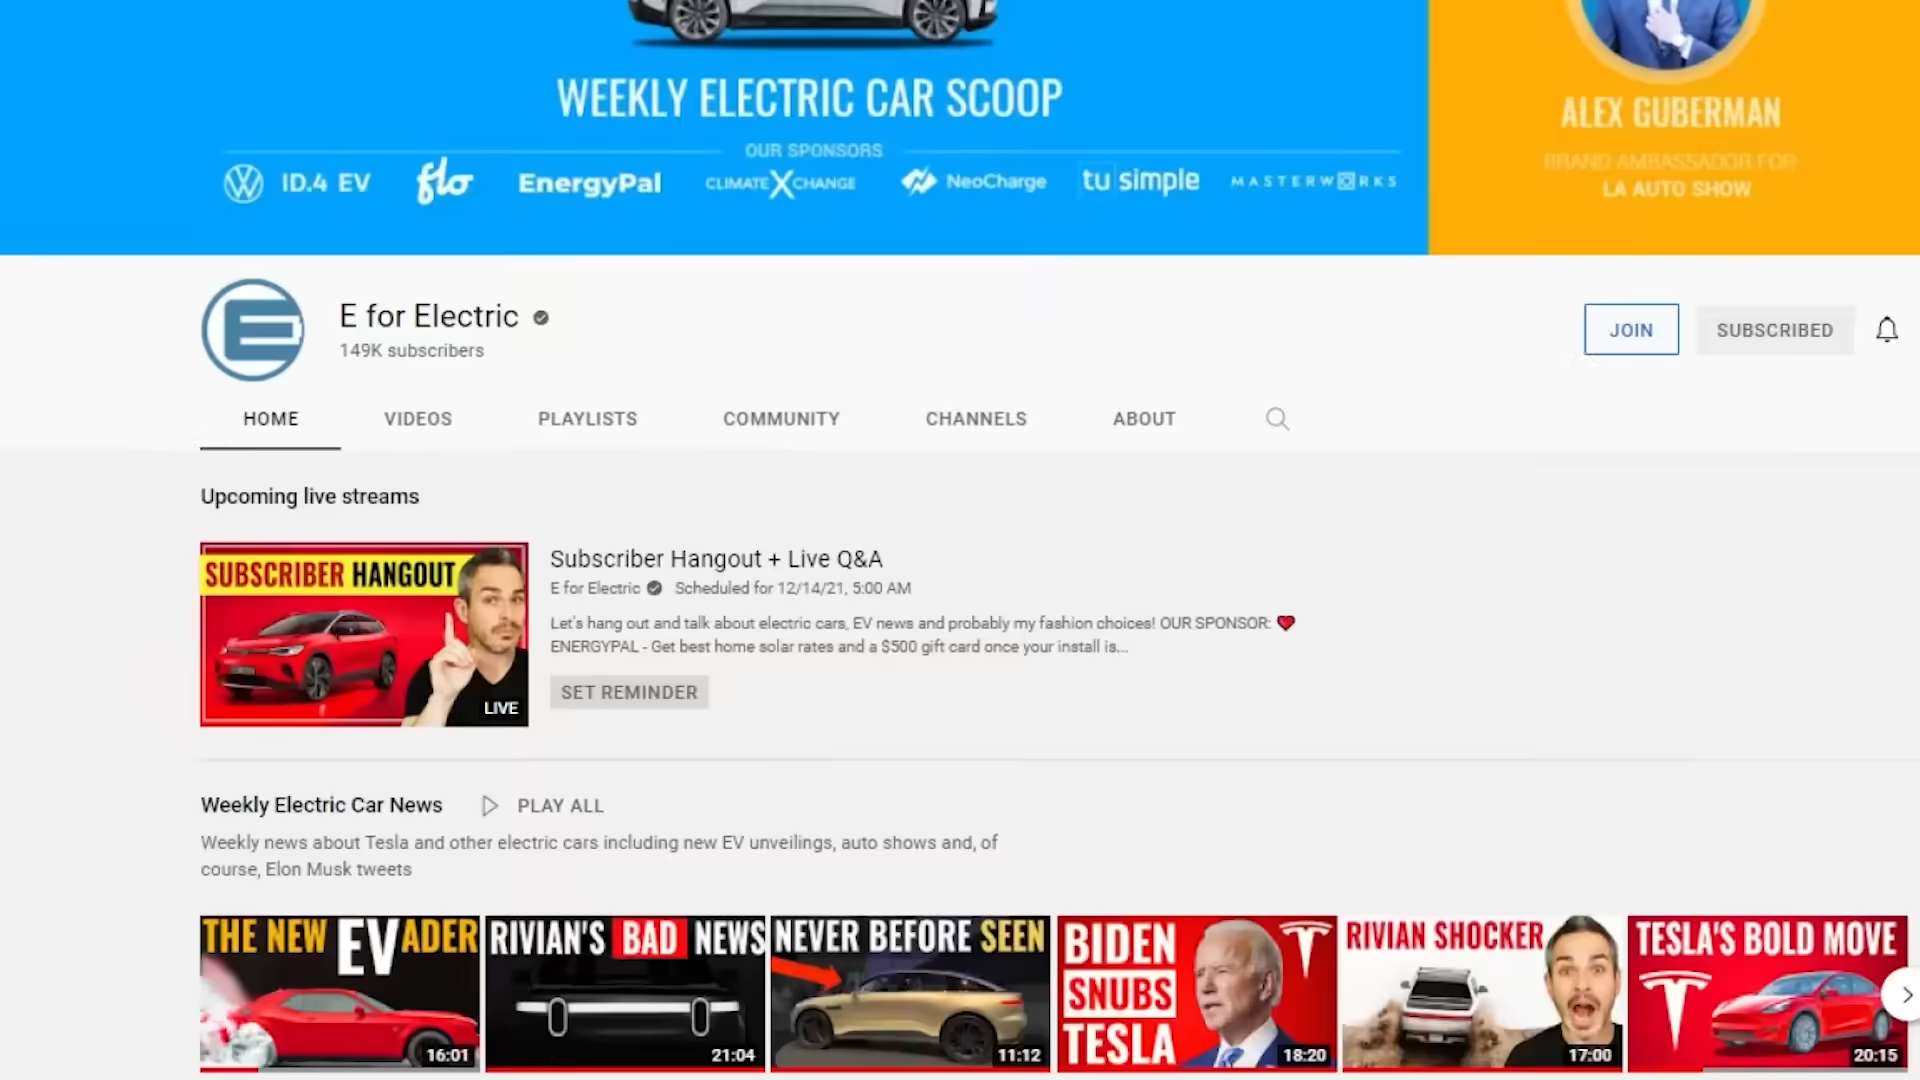 WEEKLY ELECTRIC CAR SCOOP
OUR SPONSORS
ID.4 EV
flo
EnergyPal
CLIMATEXCHANGE
NeoCharge
tu simple
MASTERWORKS
ALEX GUBERMAN
BRAND AMBASSADOR FOR
LA AUTO SHOW
E for Electric
149K subscribers
JOIN
SUBSCRIBED
HOME
VIDEOS
PLAYLISTS
COMMUNITY
CHANNELS
ABOUT
Upcoming live streams
SUBSCRIBER HANGOUT
LIVE
Subscriber Hangout + Live Q&A
E for Electric Scheduled for 12/14/21, 5:00 AM
Let's hang out and talk about electric cars, EV news and probably my fashion choices! OUR SPONSOR: ❤
ENERGYPAL - Get best home solar rates and a $500 gift card once your install is...
SET REMINDER
Weekly Electric Car News
PLAY ALL
Weekly news about Tesla and other electric cars including new EV unveilings, auto shows and, of
course, Elon Musk tweets
THE NEW EVADER
16:01
RIVIAN'S BAD NEWS
21:04
NEVER BEFORE SEEN
11:12
BIDEN
SNUBS
TESLA
18:20
RIVIAN SHOCKER
17:00
TESLA'S BOLD MOVE
20:15